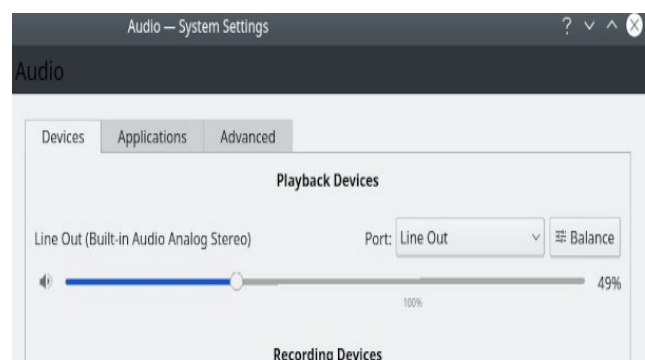 Audio — System Settings
Audio
Devices Applications Advanced
Playback Devices
Line Out (Built-in Audio Analog Stereo) Port: Line Out Balance
49%
100%
Recording Devices